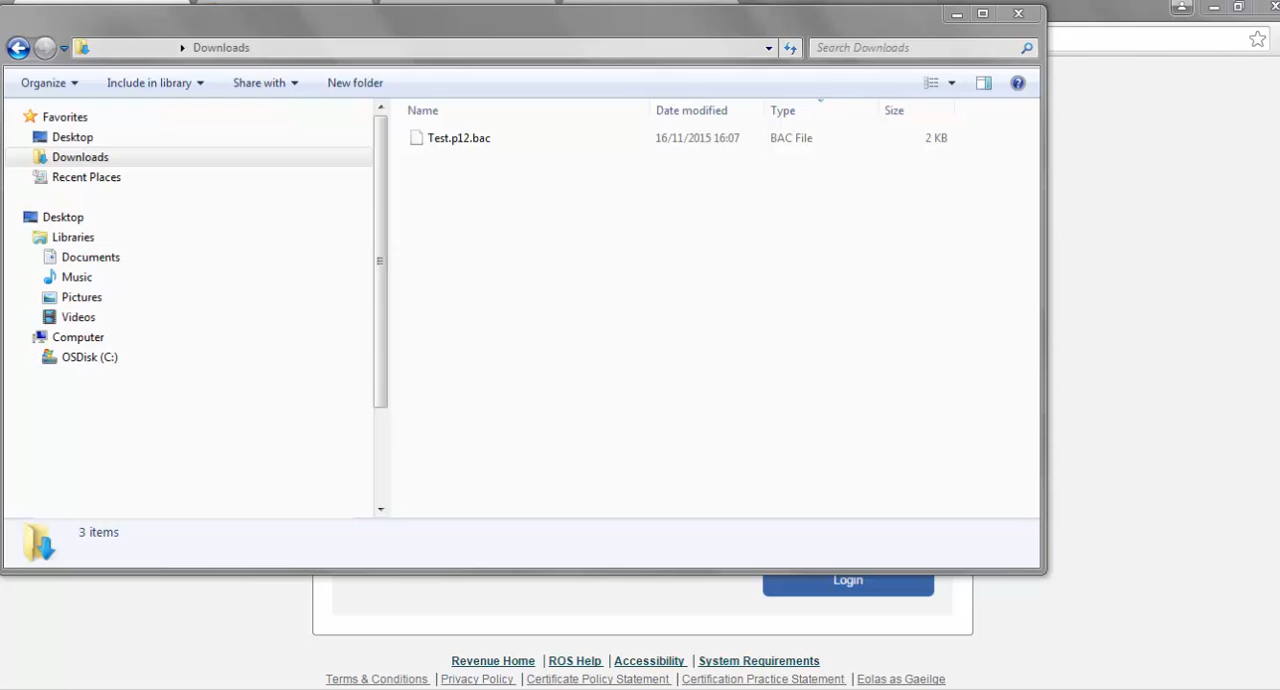 Downloads
Search Downloads
Organize Include in library Share with New folder
Favorites
Desktop
Downloads
Recent Places
Desktop
Libraries
Documents
Music
Pictures
Videos
Computer
OSDisk (C:)
Name Date modified Type Size
Test.p12.bac 16/11/2015 16:07 BAC File 2 KB
3 items
Login
Revenue Home | ROS Help | Accessibility | System Requirements
Terms & Conditions | Privacy Policy | Certificate Policy Statement | Certification Practice Statement | Eolas as Gaeilge